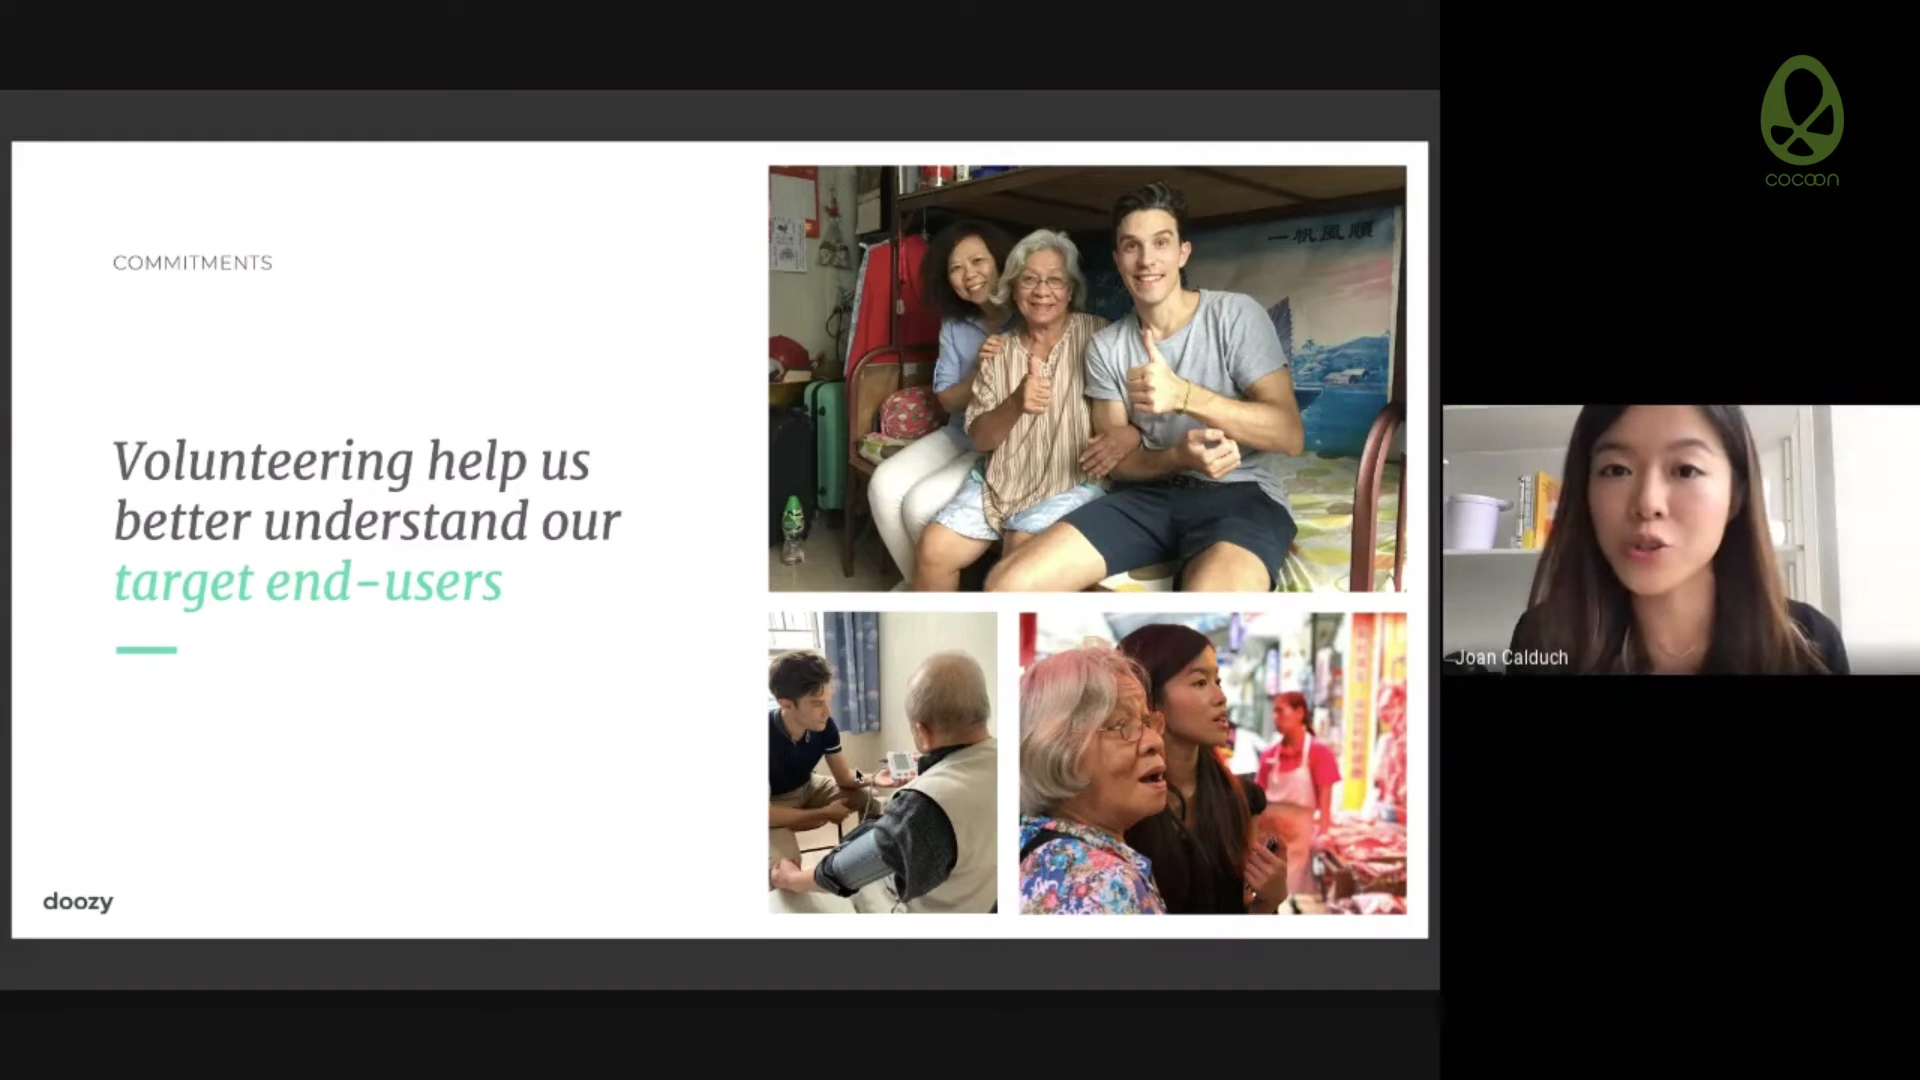 COMMITMENTS
Volunteering help us
better understand our
target end-users
doozy
一帆風順
cocoon
Joan Calduch